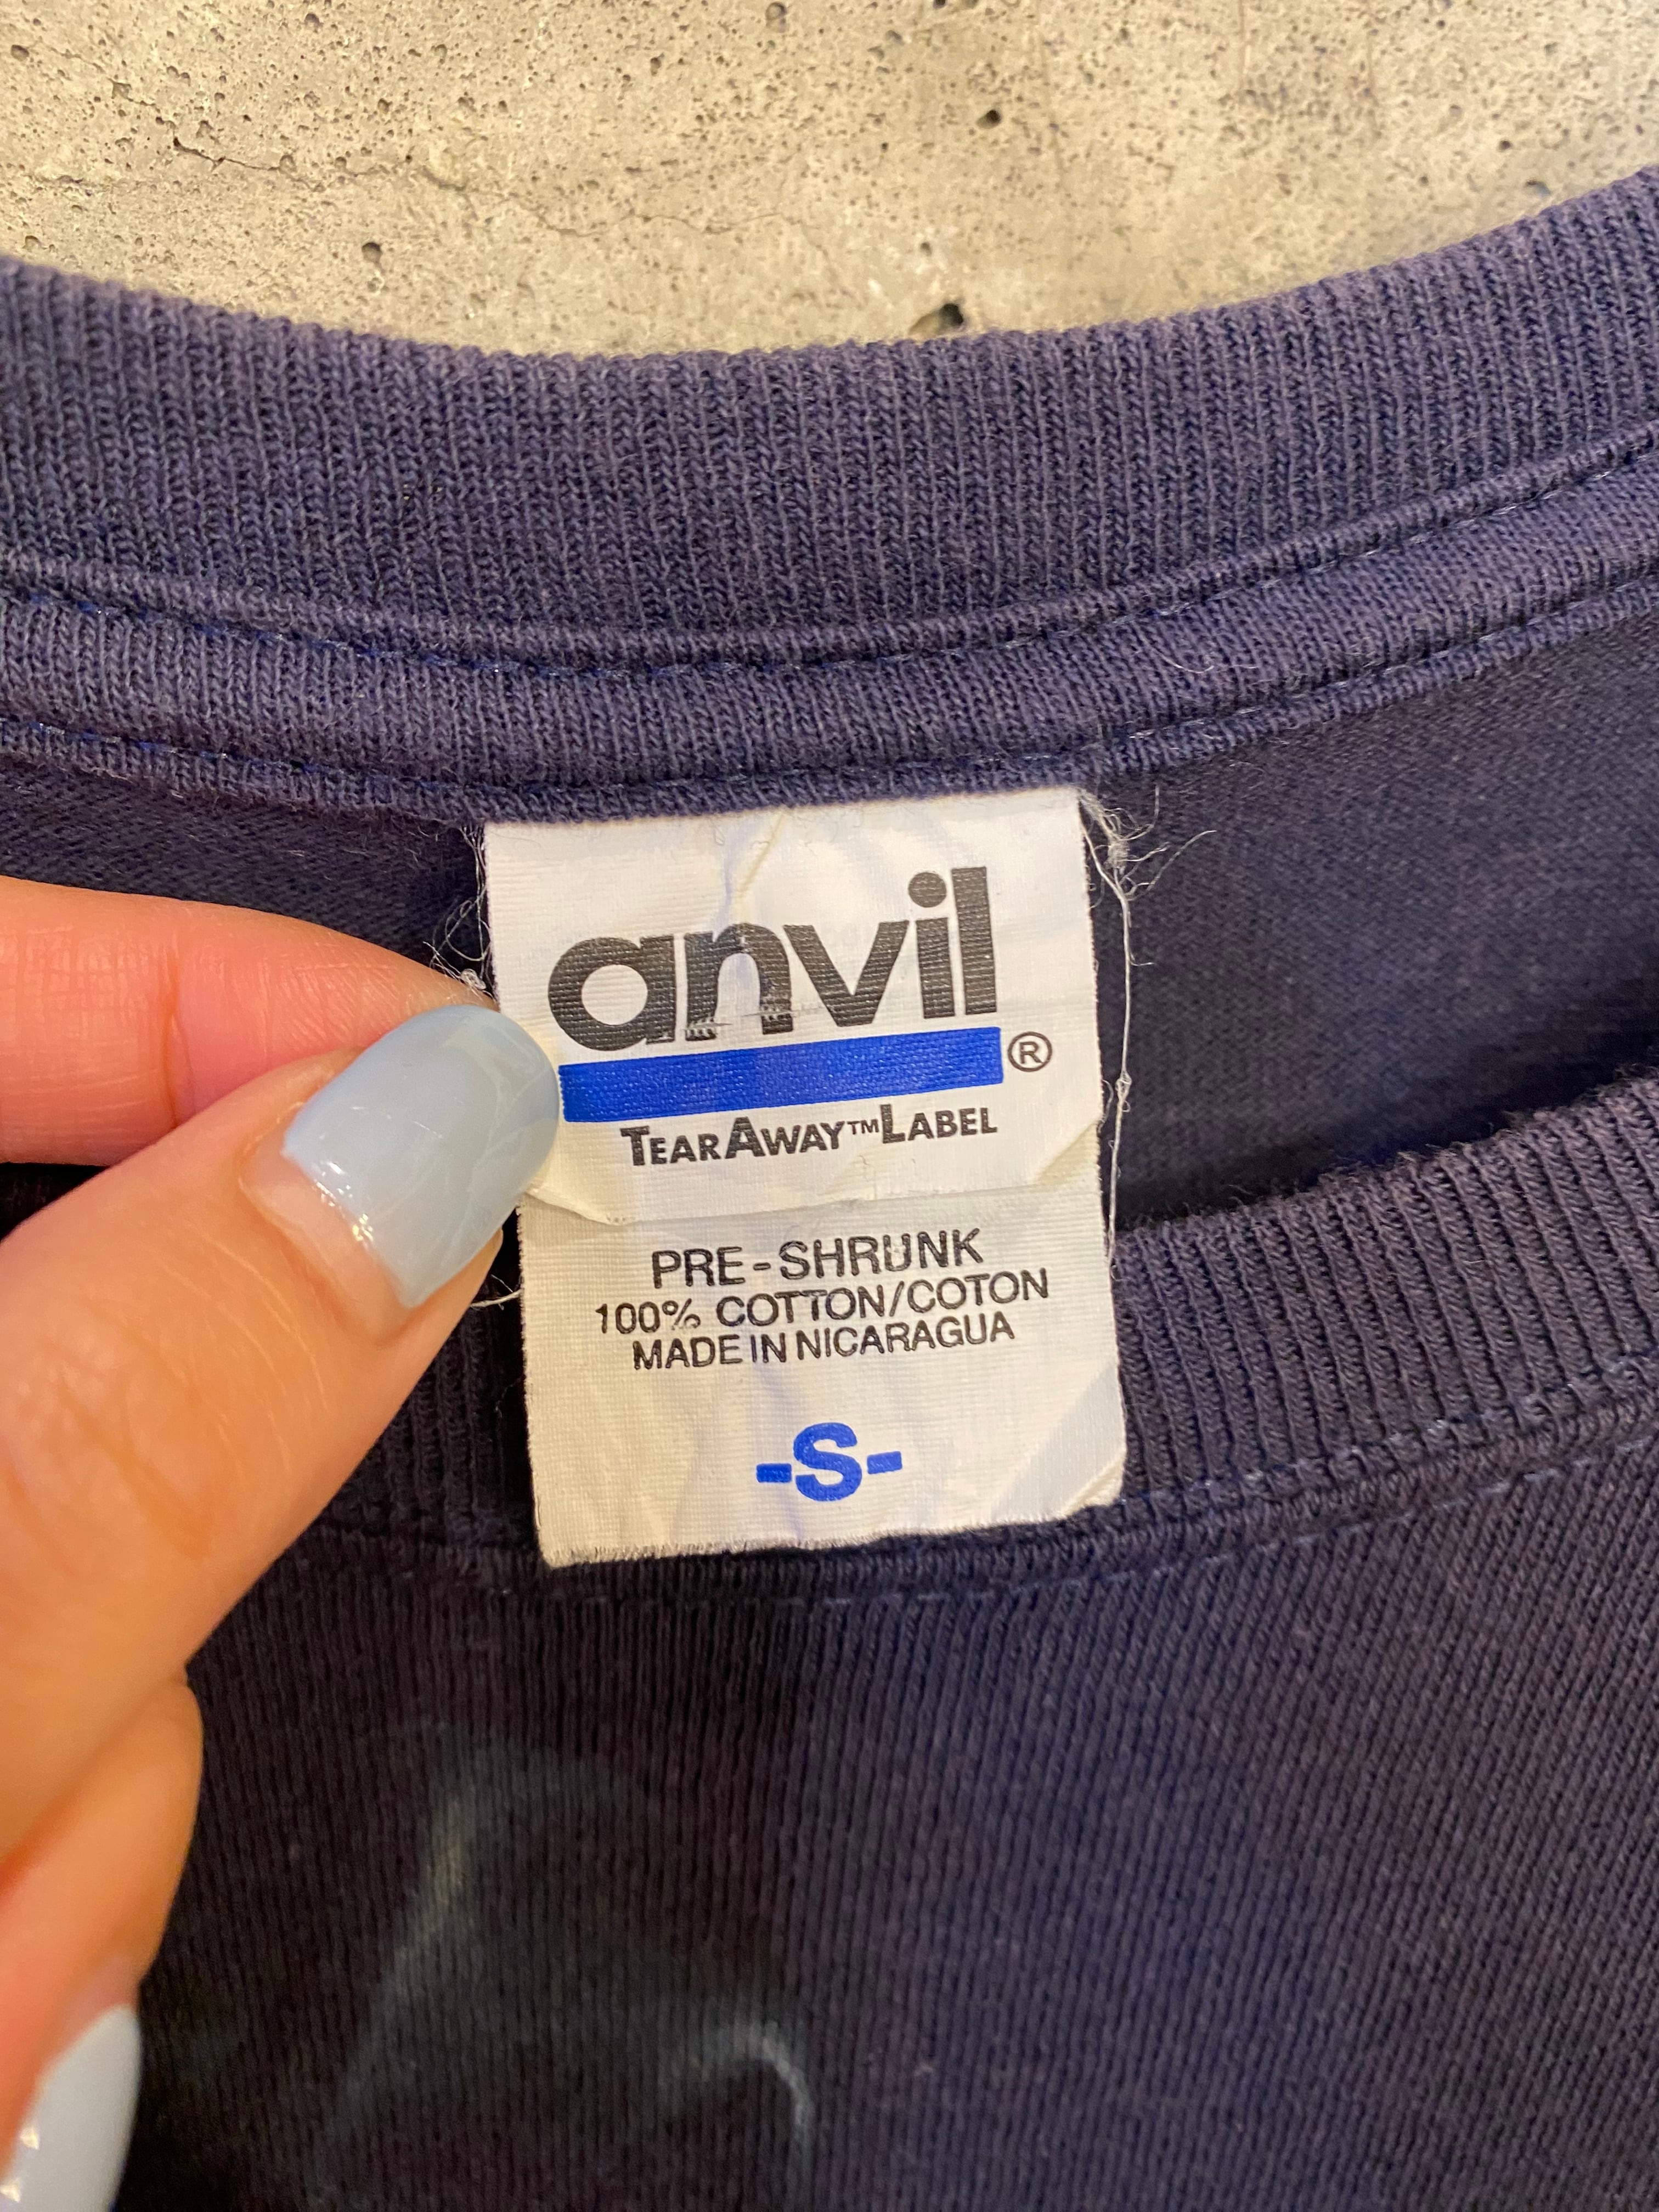 anvil
®
TEARAWAY™LABEL
PRE-SHRUNK
100% COTTON/COTON
MADE IN NICARAGUA
-S-